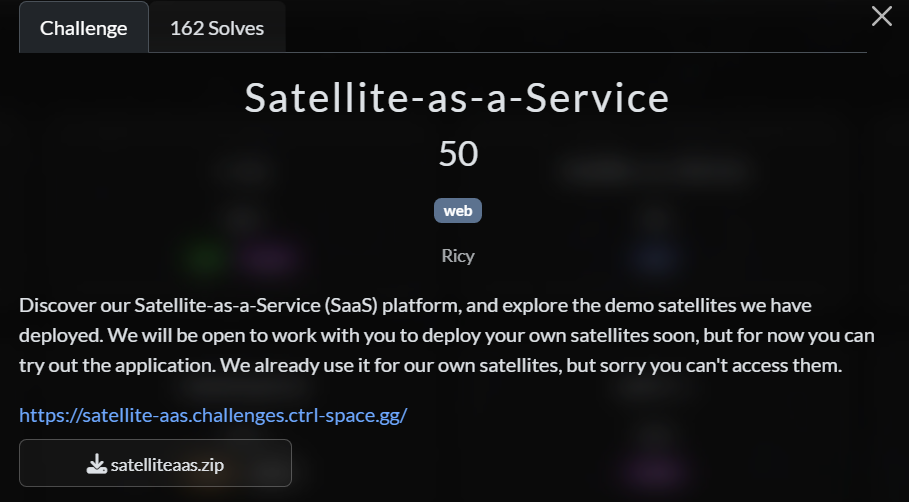 Challenge
162 Solves
Satellite-as-a-Service
50
web
Ricy
Discover our Satellite-as-a-Service (SaaS) platform, and explore the demo satellites we have
deployed. We will be open to work with you to deploy your own satellites soon, but for now you can
try out the application. We already use it for our own satellites, but sorry you can't access them.
https://satellite-aas.challenges.ctrl-space.gg/
satelliteaas.zip